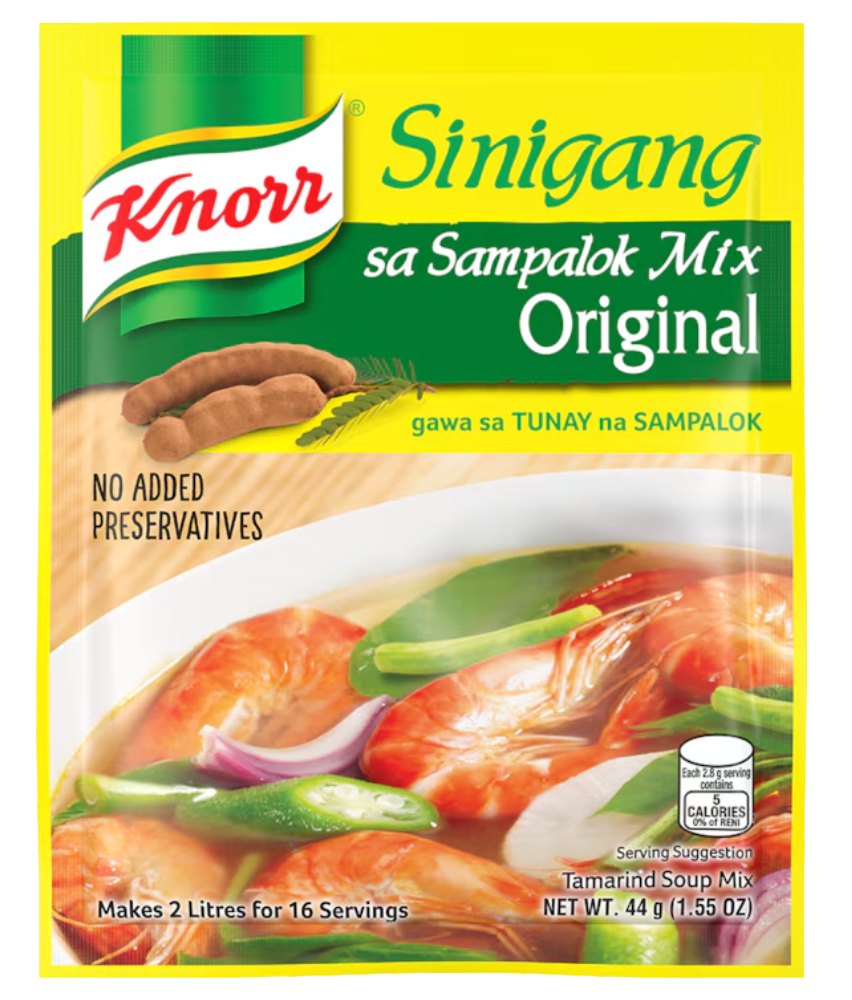 Knorr®
Sinigang
sa Sampalok Mix
Original
gawa sa TUNAY na SAMPALOK
NO ADDED
PRESERVATIVES
Each 2.8 g serving
contains
5
CALORIES
0% of RENI
Serving Suggestion
Tamarind Soup Mix
Makes 2 Litres for 16 Servings
NET WT. 44 g (1.55 OZ)